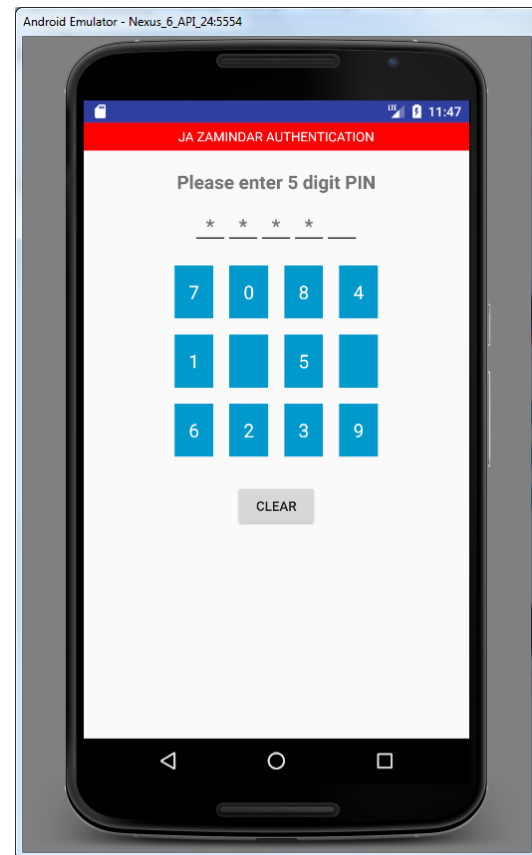 Android Emulator - Nexus_6_API_24:5554
LTE 11:47
JA ZAMINDAR AUTHENTICATION
Please enter 5 digit PIN
* * * *
7 0 8 4
1 5
6 2 3 9
CLEAR